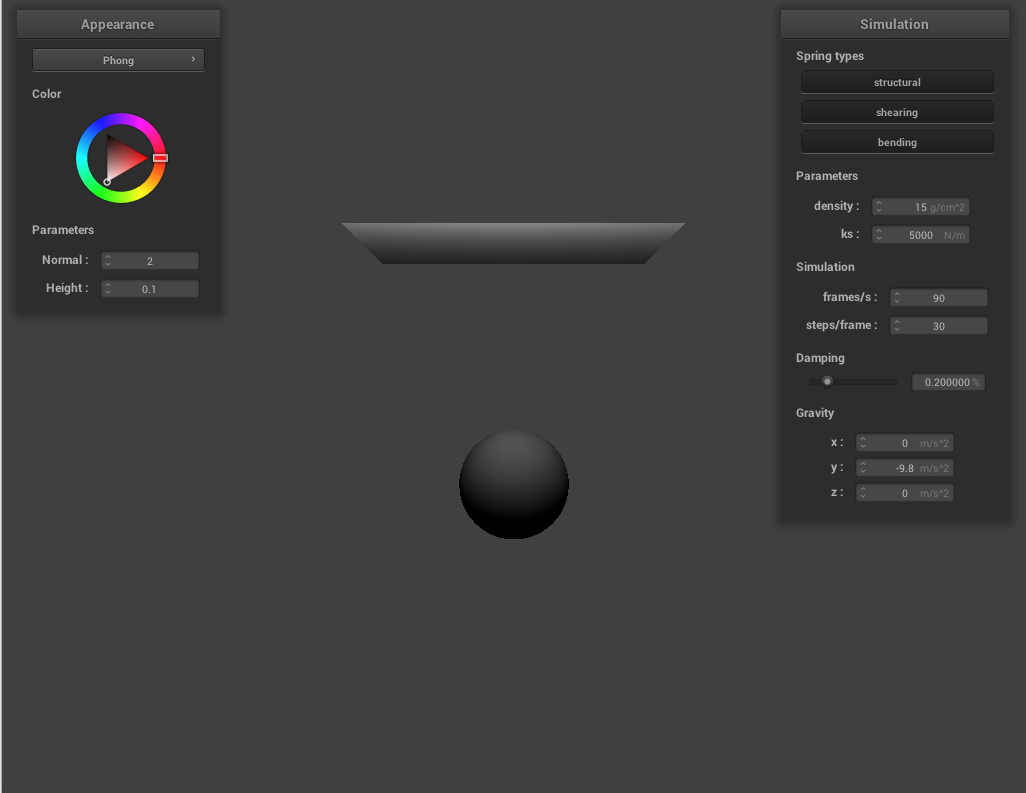 Appearance
Phong
Color
Parameters
Normal : 2
Height : 0.1
Simulation
Spring types
structural
shearing
bending
Parameters
density : 15 g/cm^2
ks : 5000 N/m
Simulation
frames/s : 90
steps/frame : 30
Damping
0.200000 %
Gravity
x : 0 m/s^2
y : -9.8 m/s^2
z : 0 m/s^2